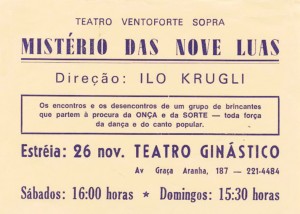 TEATRO VENTOFORTE SOPRA
MISTÉRIO DAS NOVE LUAS
Direção: ILO KRUGLI
Os encontros e os desencontros de um grupo de brincantes
que partem à procura da ONÇA e da SORTE — toda força
da dança e do canto popular.
Estréia: 26 nov. TEATRO GINÁSTICO
Av Graça Aranha, 187 — 221-4484
Sábados: 16:00 horas ★ Domingos: 15:30 horas